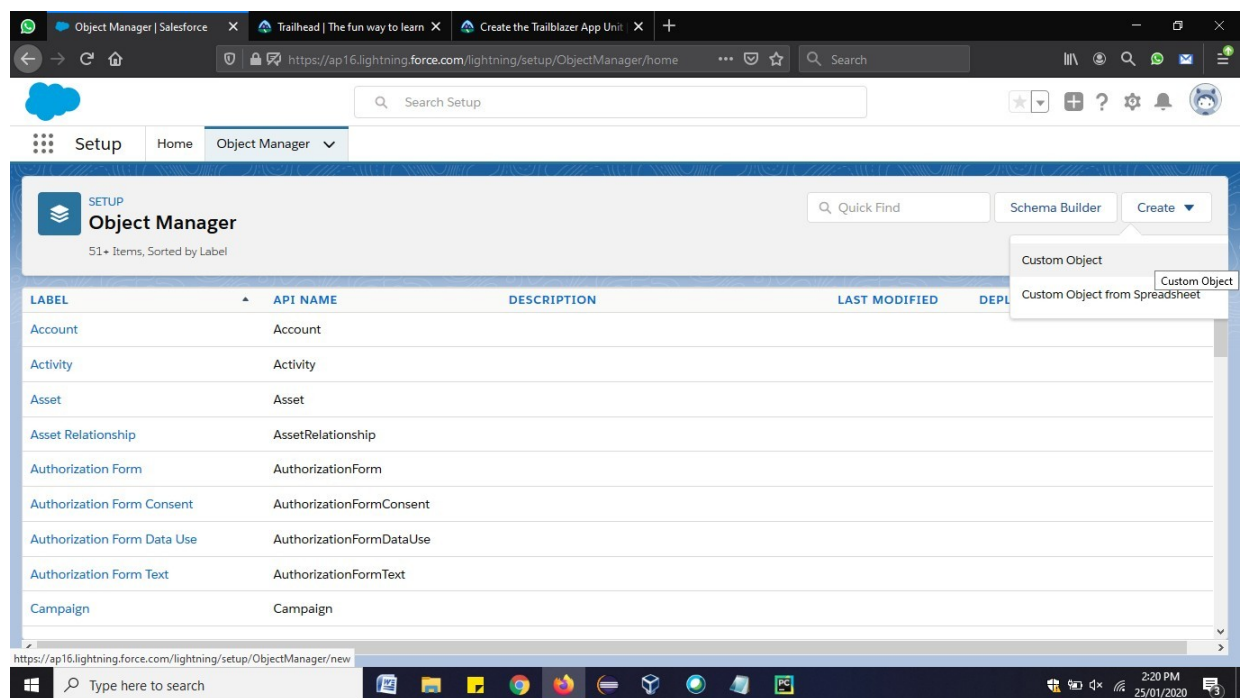 Object Manager | Salesforce
Trailhead | The fun way to learn
Create the Trailblazer App Unit |
https://ap16.lightning.force.com/lightning/setup/ObjectManager/home
Search
Search Setup
Setup Home Object Manager
SETUP
Object Manager
51+ Items, Sorted by Label
Quick Find
Schema Builder
Create
Custom Object
Custom Object
Custom Object from Spreadsheet
LABEL API NAME DESCRIPTION LAST MODIFIED DEPL
Account Account
Activity Activity
Asset Asset
Asset Relationship AssetRelationship
Authorization Form AuthorizationForm
Authorization Form Consent AuthorizationFormConsent
Authorization Form Data Use AuthorizationFormDataUse
Authorization Form Text AuthorizationFormText
Campaign Campaign
https://ap16.lightning.force.com/lightning/setup/ObjectManager/new
Type here to search
PC
2:20 PM
25/01/2020
3